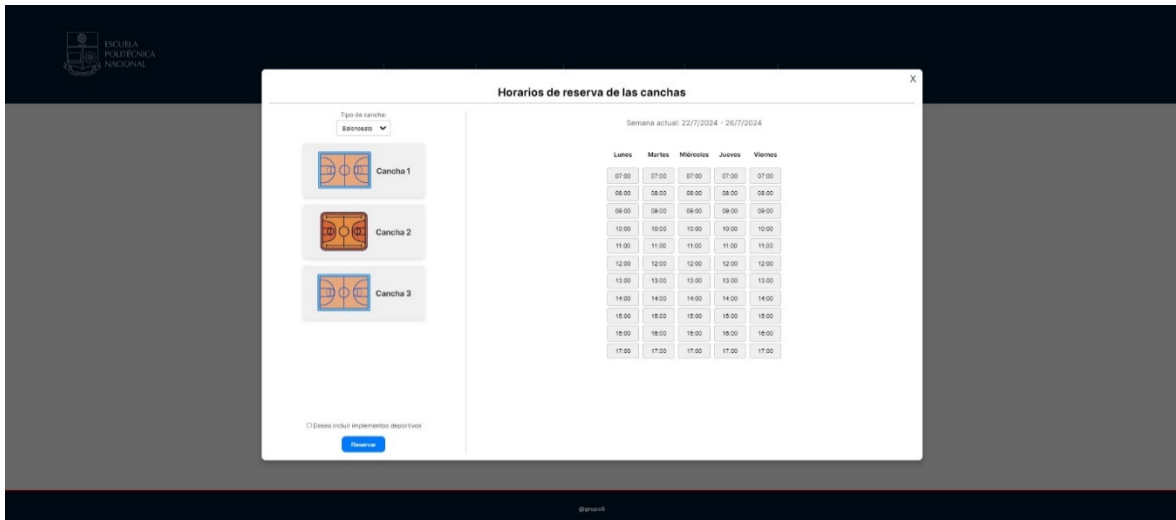 ESCUELA
POLITÉCNICA
NACIONAL
X
Horarios de reserva de las canchas
Tipo de cancha:
Baloncesto
Cancha 1
Cancha 2
Cancha 3
Desea incluir implementos deportivos
Reservar
Semana actual: 22/7/2024 - 26/7/2024
Lunes Martes Miércoles Jueves Viernes
07:00 07:00 07:00 07:00 07:00
08:00 08:00 08:00 08:00 08:00
09:00 09:00 09:00 09:00 09:00
10:00 10:00 10:00 10:00 10:00
11:00 11:00 11:00 11:00 11:00
12:00 12:00 12:00 12:00 12:00
13:00 13:00 13:00 13:00 13:00
14:00 14:00 14:00 14:00 14:00
15:00 15:00 15:00 15:00 15:00
16:00 16:00 16:00 16:00 16:00
17:00 17:00 17:00 17:00 17:00